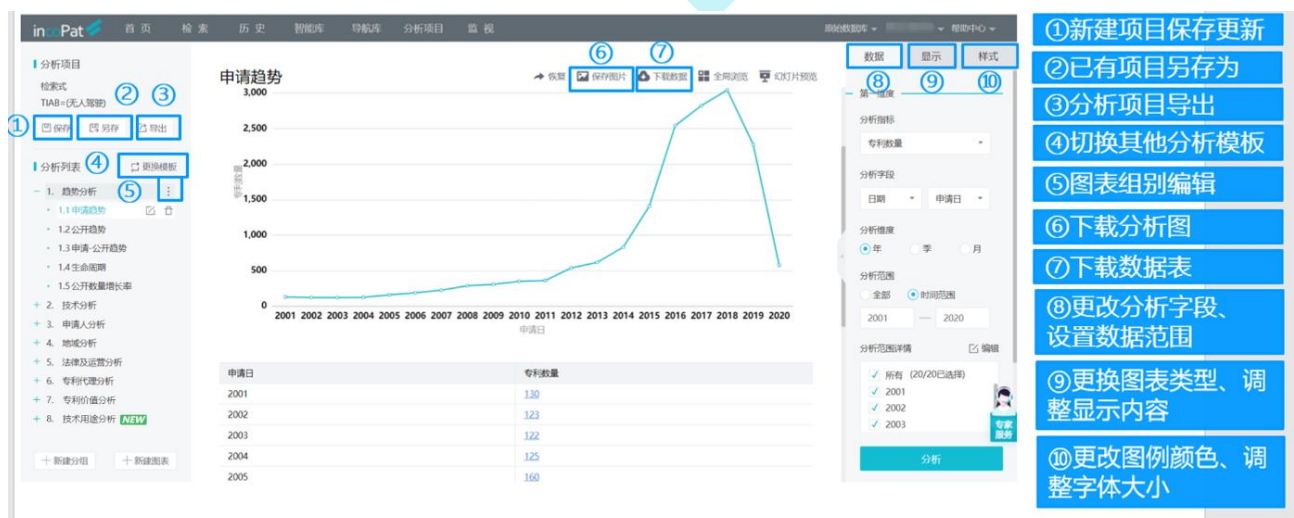 incoPat 首页 检索 历史 智能库 导航库 分析项目 监视 原始数据库 帮助中心
分析项目
检索式
TIAB=(无人驾驶)
② ③
① 保存 另存 导出
分析列表 ④ 更换模板
⑤
1. 趋势分析
1.1 申请趋势
1.2 公开趋势
1.3 申请-公开趋势
1.4 生命周期
1.5 公开数量增长率
2. 技术分析
3. 申请人分析
4. 地域分析
5. 法律及运营分析
6. 专利代理分析
7. 专利价值分析
8. 技术用途分析 NEW
新建分组 新建图表
⑥ ⑦
申请趋势 恢复 保存图片 下载数据 全局浏览 幻灯片预览
3,000
2,500
2,000
1,500
1,000
500
0
专利数量
2001 2002 2003 2004 2005 2006 2007 2008 2009 2010 2011 2012 2013 2014 2015 2016 2017 2018 2019 2020
申请日
申请日 专利数量
2001 130
2002 123
2003 122
2004 125
2005 160
数据 显示 样式
⑧ ⑨ ⑩
第一维度
分析指标
专利数量
分析字段
日期 申请日
分析维度
年 季 月
分析范围
全部 时间范围
2001 — 2020
分析范围详情 编辑
所有 (20/20已选择)
2001
2002
2003
专家
服务
分析
①新建项目保存更新
②已有项目另存为
③分析项目导出
④切换其他分析模板
⑤图表组别编辑
⑥下载分析图
⑦下载数据表
⑧更改分析字段、
设置数据范围
⑨更换图表类型、调
整显示内容
⑩更改图例颜色、调
整字体大小